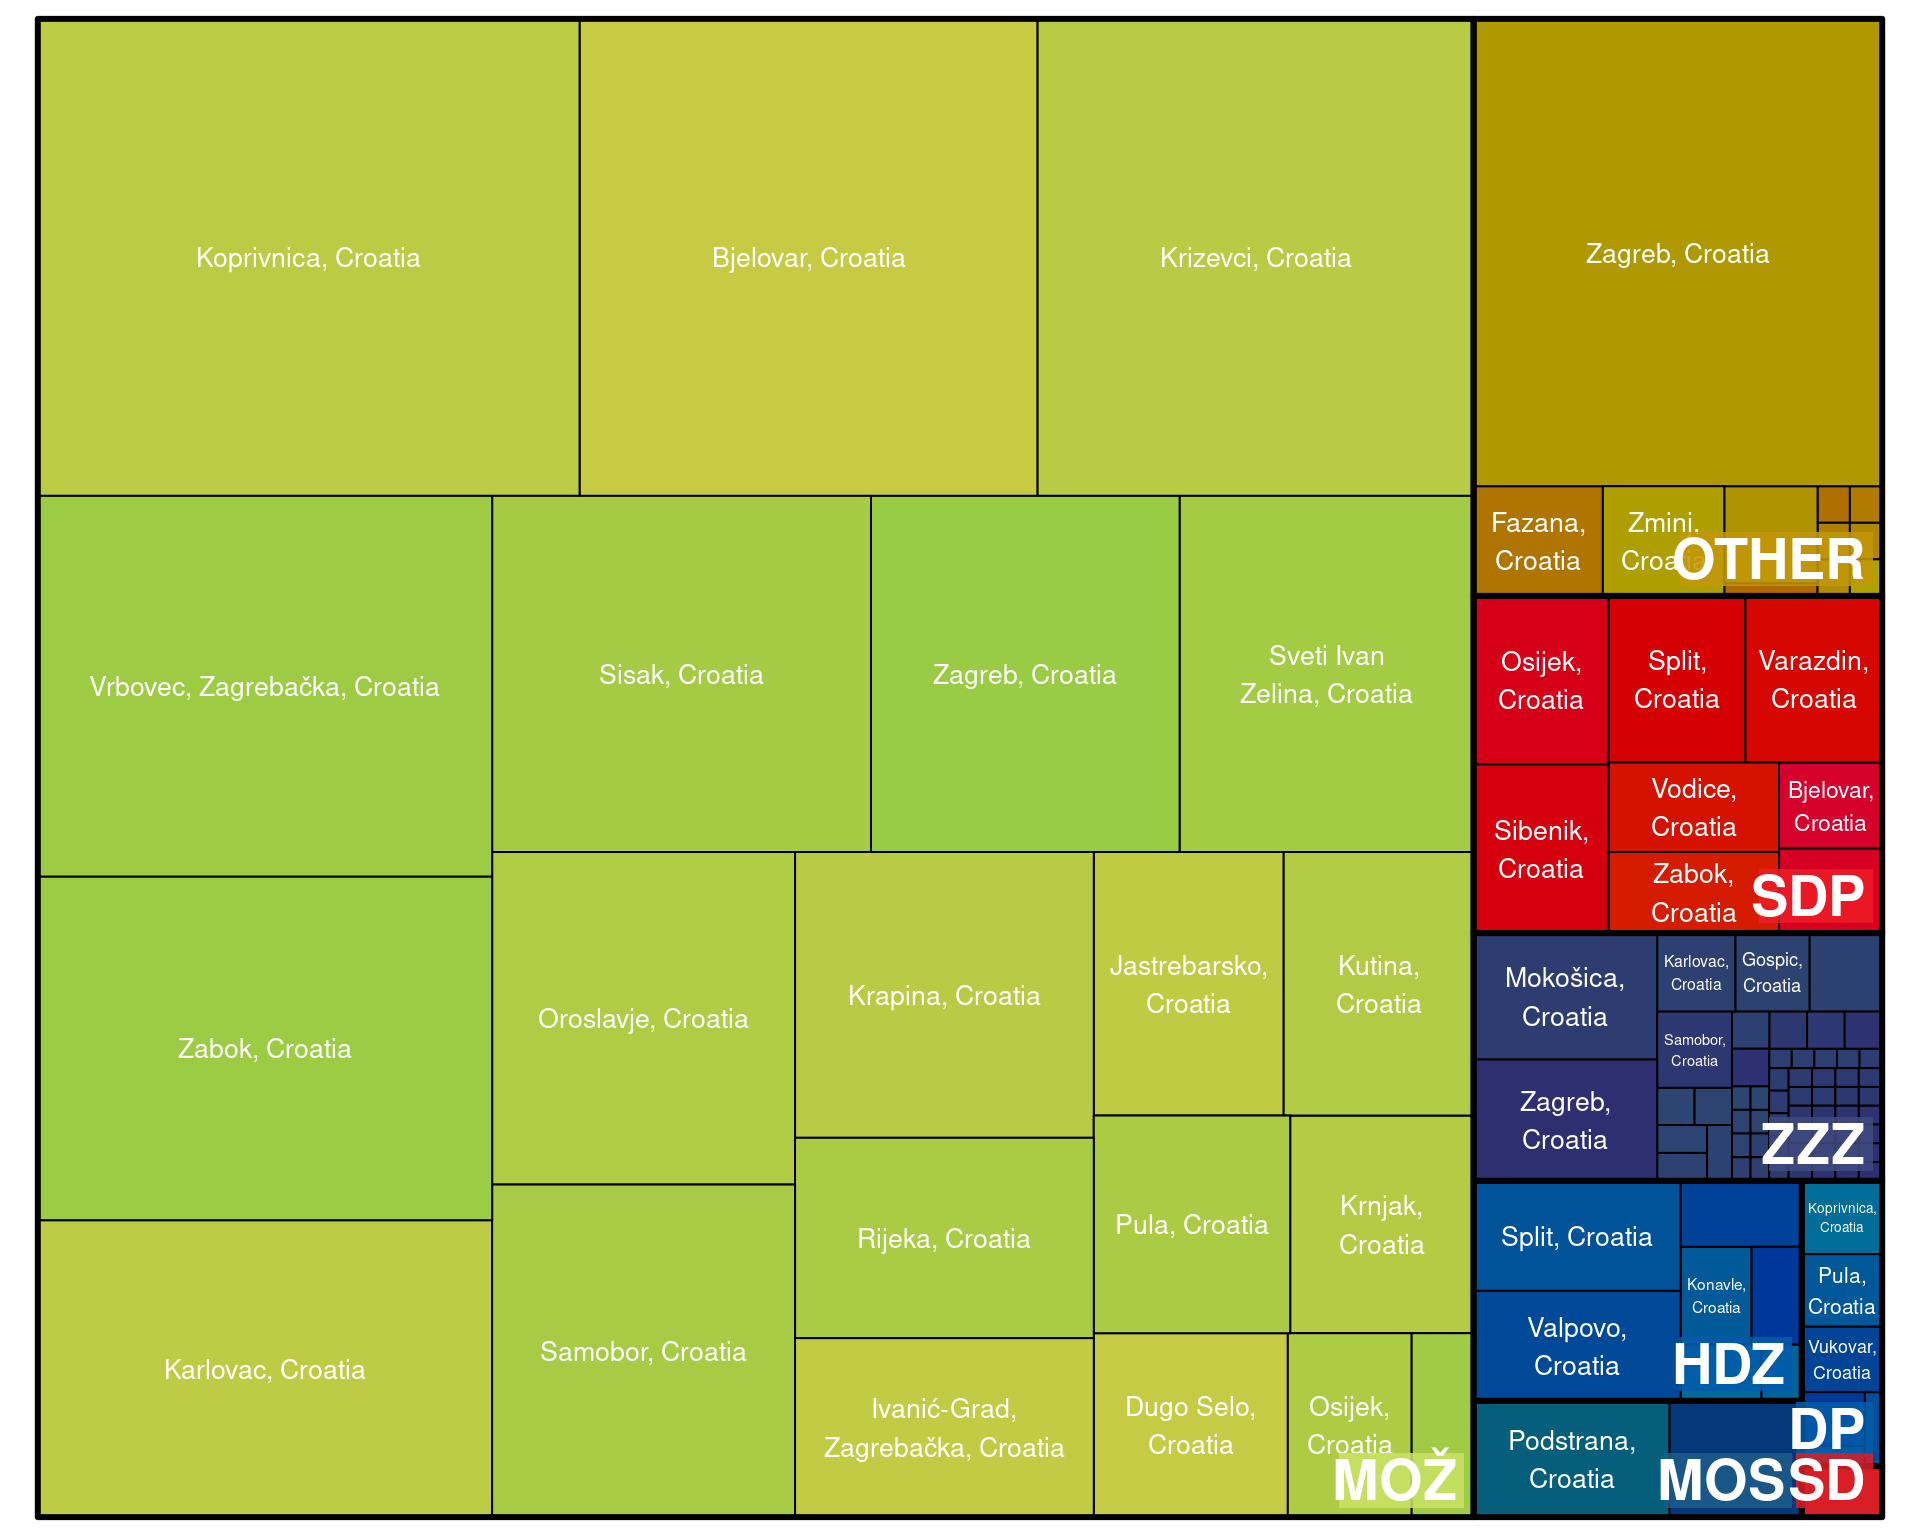 Koprivnica, Croatia
Bjelovar, Croatia
Krizevci, Croatia
Vrbovec, Zagrebačka, Croatia
Sisak, Croatia
Zagreb, Croatia
Sveti Ivan
Zelina, Croatia
Zabok, Croatia
Karlovac, Croatia
Oroslavje, Croatia
Samobor, Croatia
Krapina, Croatia
Rijeka, Croatia
Ivanić-Grad,
Zagrebačka, Croatia
Jastrebarsko,
Croatia
Kutina,
Croatia
Pula, Croatia
Krnjak,
Croatia
Dugo Selo,
Croatia
Osijek,
Croatia
MOŽ
Zagreb, Croatia
Fazana,
Croatia
Zmini,
Croatia
OTHER
Osijek,
Croatia
Split,
Croatia
Varazdin,
Croatia
Sibenik,
Croatia
Vodice,
Croatia
Bjelovar,
Croatia
Zabok,
Croatia
SDP
Mokošica,
Croatia
Karlovac,
Croatia
Gospic,
Croatia
Samobor,
Croatia
Zagreb,
Croatia
ZZZ
Split, Croatia
Konavle,
Croatia
Valpovo,
Croatia
HDZ
Koprivnica,
Croatia
Pula,
Croatia
Vukovar,
Croatia
DP
Podstrana,
Croatia
MOS
SD